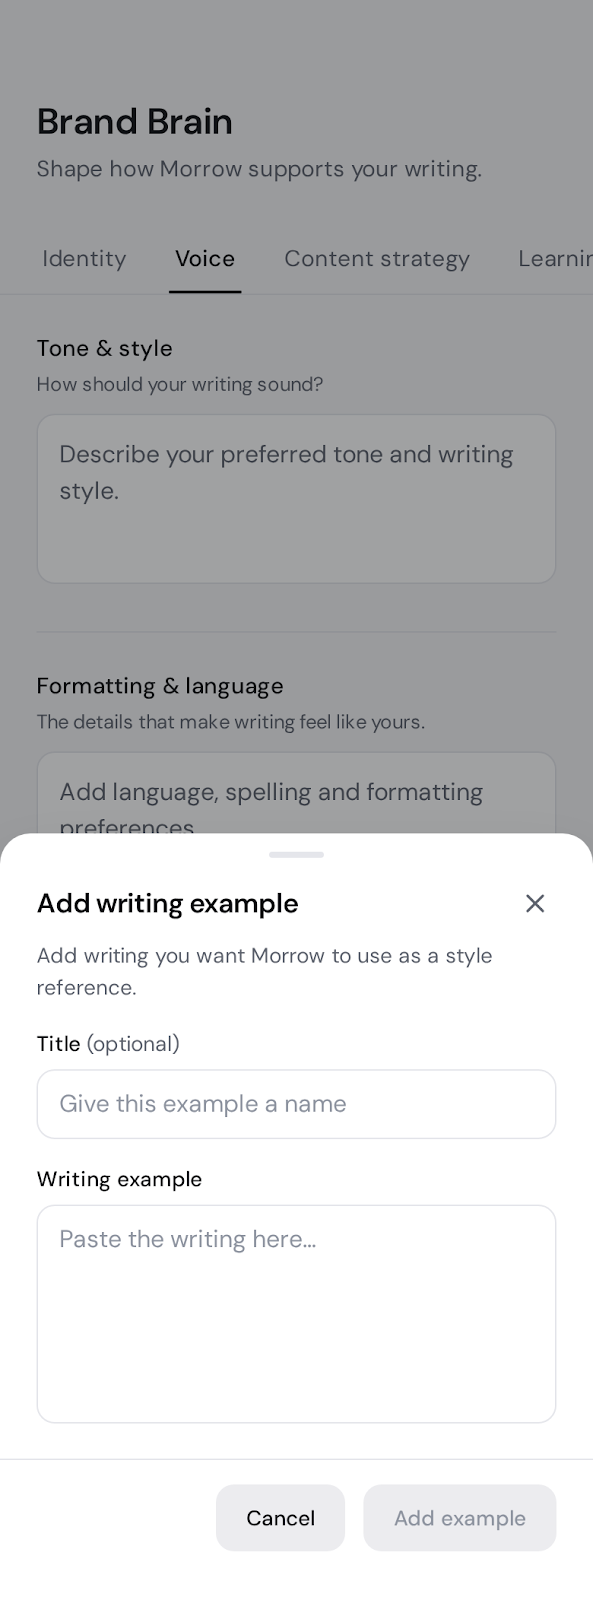 Brand Brain
Shape how Morrow supports your writing.
Identity Voice Content strategy Learnin
Tone & style
How should your writing sound?
Describe your preferred tone and writing
style.
Formatting & language
The details that make writing feel like yours.
Add language, spelling and formatting
preferences
Add writing example
Add writing you want Morrow to use as a style
reference.
Title (optional)
Give this example a name
Writing example
Paste the writing here...
Cancel Add example